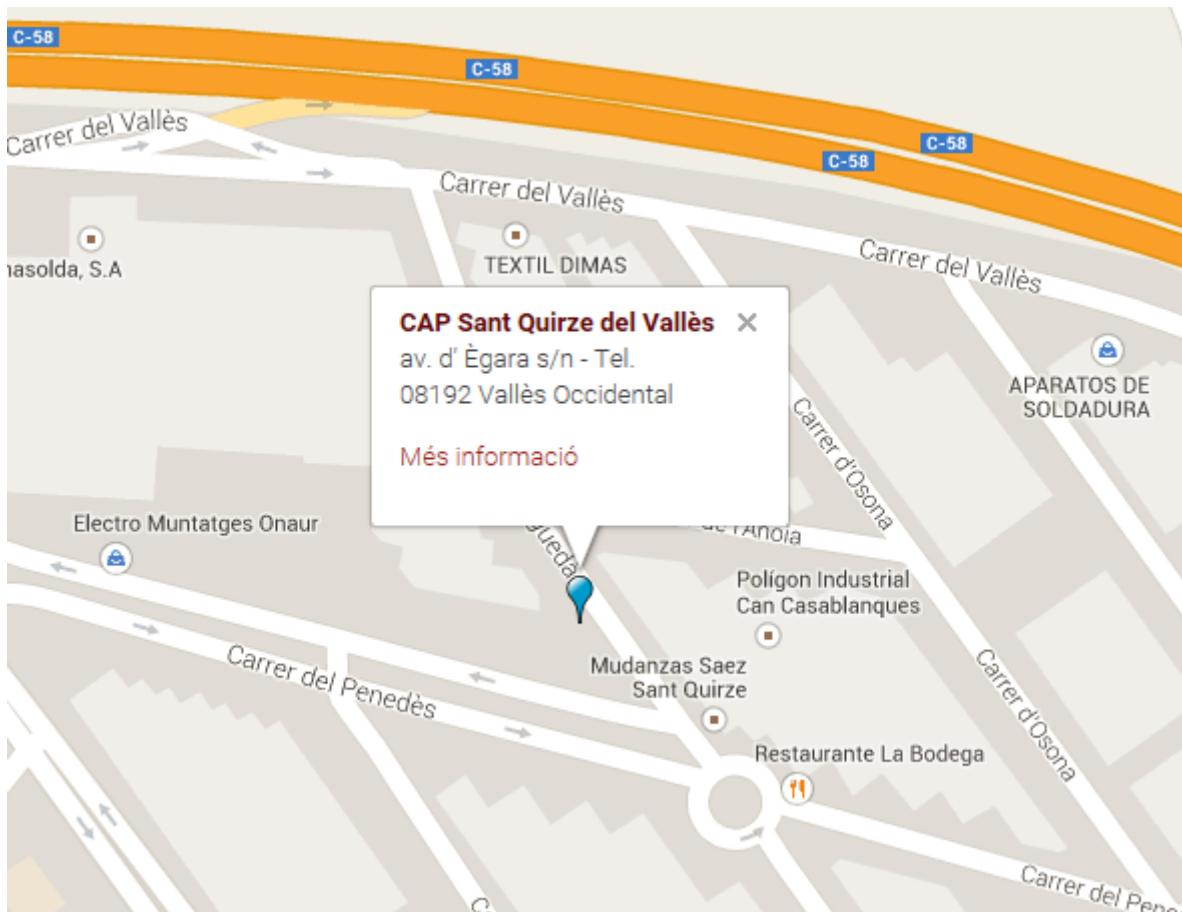 C-58
C-58
C-58
C-58
Carrer del Vallès
Carrer del Vallès
Carrer del Vallès
TEXTIL DIMAS
nasolda, S.A
CAP Sant Quirze del Vallès
av. d' Ègara s/n - Tel.
08192 Vallès Occidental
Més informació
APARATOS DE
SOLDADURA
Carrer d'Osona
Electro Muntatges Onaur
de l'Anoia
guedà
Polígon Industrial
Can Casablanques
Mudanzas Saez
Sant Quirze
Carrer del Penedès
Carrer d'Osona
Restaurante La Bodega
Carrer del Pene